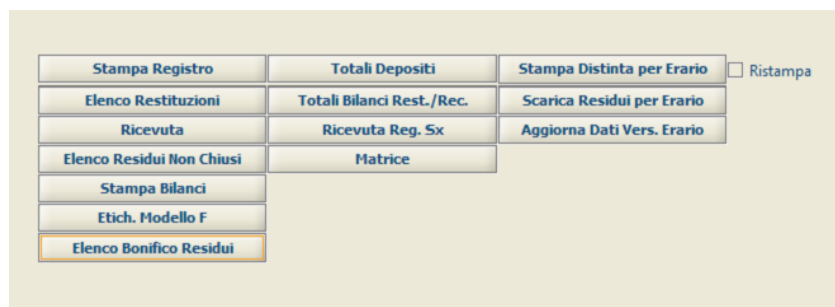 Stampa Registro Totali Depositi Stampa Distinta per Erario Ristampa
Elenco Restituzioni Totali Bilanci Rest./Rec. Scarica Residui per Erario
Ricevuta Ricevuta Reg. Sx Aggiorna Dati Vers. Erario
Elenco Residui Non Chiusi Matrice
Stampa Bilanci
Etich. Modello F
Elenco Bonifico Residui